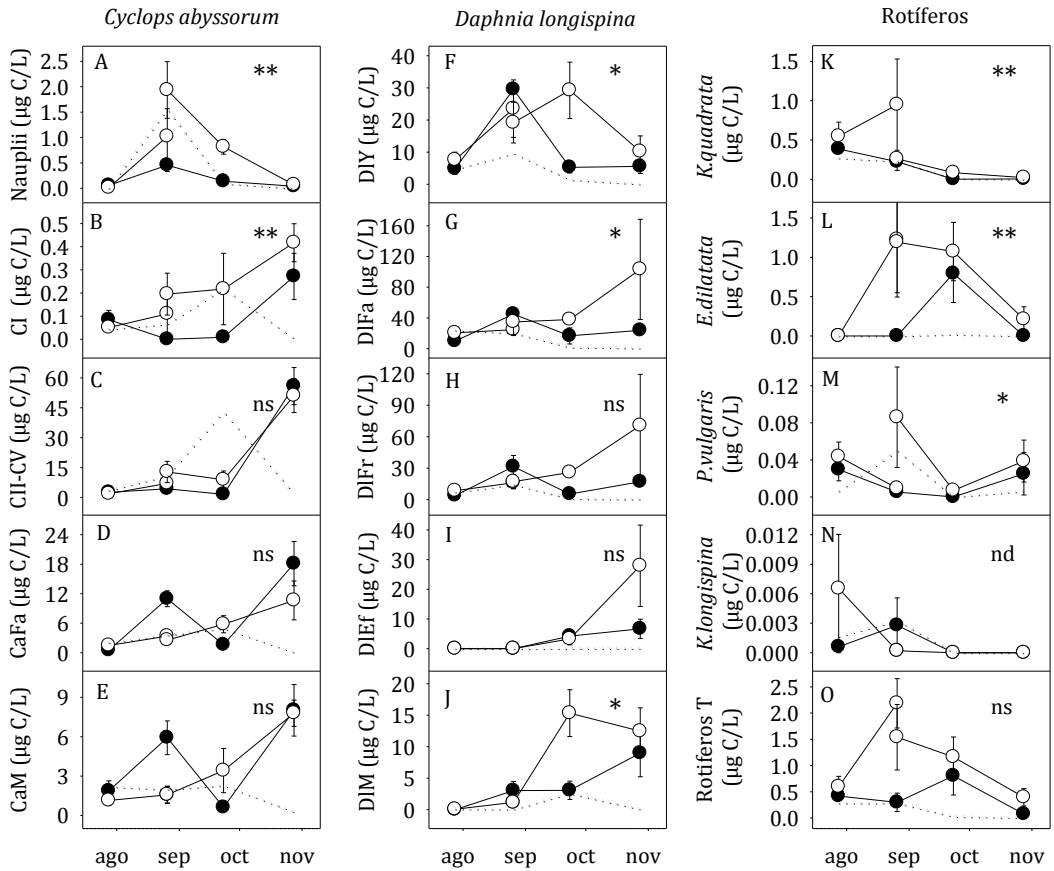 Cyclops abyssorum
Daphnia longispina
Rotíferos
A
**
Nauplii (µg C/L)
2.5
2.0
1.5
1.0
0.5
0.0
B
**
CI (µg C/L)
0.5
0.4
0.3
0.2
0.1
0.0
C
ns
CII-CV (µg C/L)
60
45
30
15
0
D
ns
CaFa (µg C/L)
24
18
12
6
0
E
ns
CaM (µg C/L)
9
6
3
0
ago
sep
oct
nov
F
*
DlY (µg C/L)
40
30
20
10
0
G
*
DlFa (µg C/L)
160
120
80
40
0
H
ns
DlFr (µg C/L)
120
90
60
30
0
I
ns
DlEf (µg C/L)
40
30
20
10
0
J
*
DlM (µg C/L)
20
15
10
5
0
ago
sep
oct
nov
K
**
K.quadrata
(µg C/L)
1.5
1.0
0.5
0.0
L
**
E.dilatata
(µg C/L)
1.5
1.0
0.5
0.0
M
*
P.vulgaris
(µg C/L)
0.12
0.08
0.04
0.00
N
nd
K.longispina
(µg C/L)
0.012
0.009
0.006
0.003
0.000
O
ns
Rotiferos T
(µg C/L)
2.5
2.0
1.5
1.0
0.5
0.0
ago
sep
oct
nov